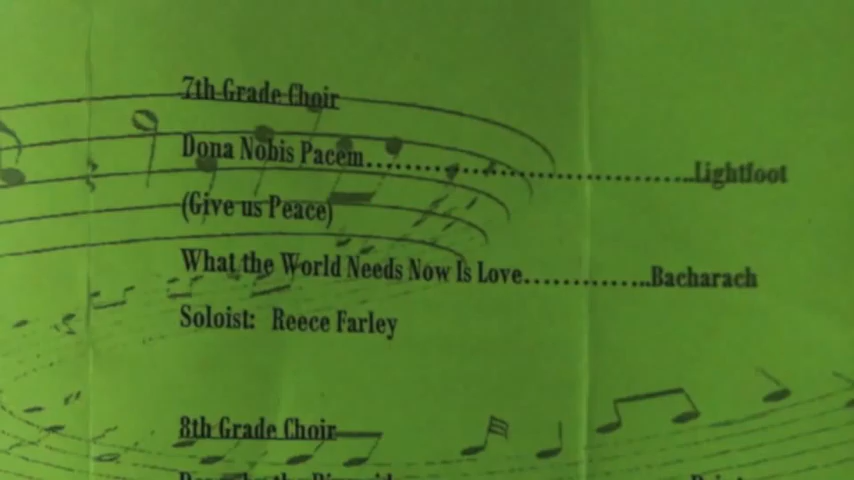 7th Grade Choir
Dona Nobis Pacem........................................Lightfoot
(Give us Peace)
What the World Needs Now Is Love...............Bacharach
Soloist: Reece Farley
8th Grade Choir